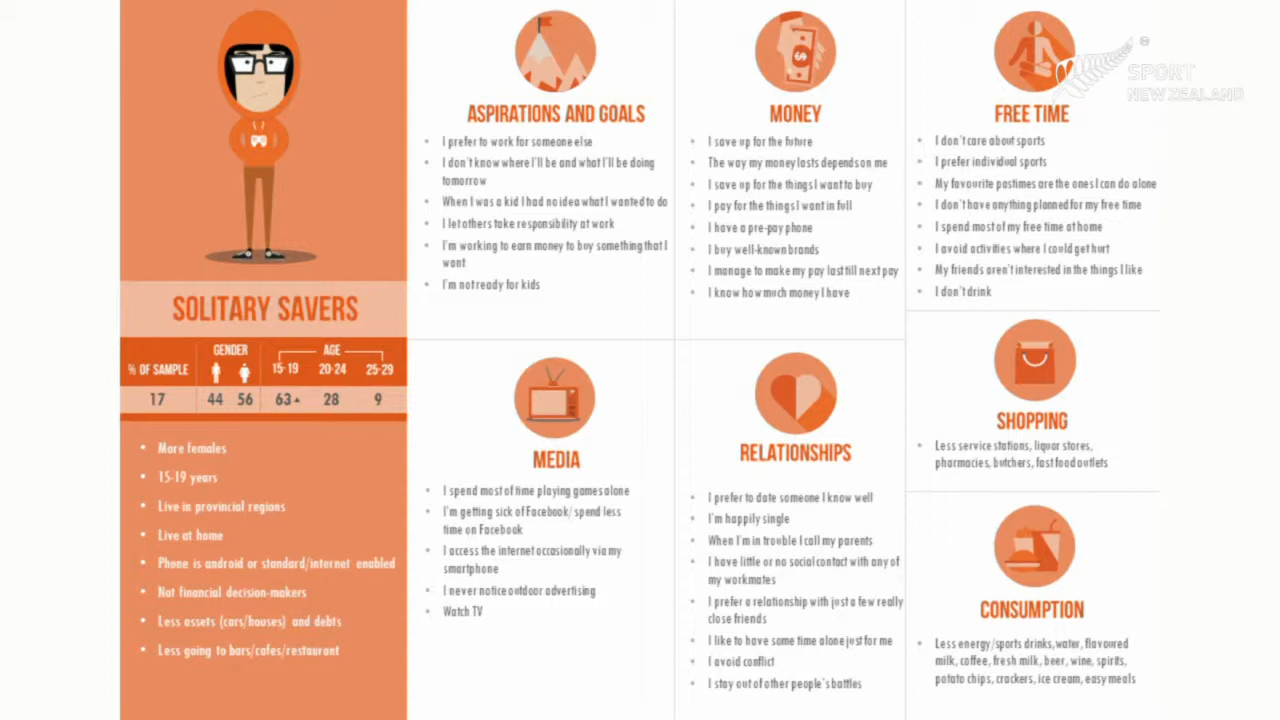 SOLITARY SAVERS
% OF SAMPLE
GENDER
AGE
15-19
20-24
25-29
17
44
56
63▲
28
9
• More females
• 15-19 years
• Live in provincial regions
• Live at home
• Phone is android or standard/internet enabled
• Not financial decision-makers
• Less assets (cars/houses) and debts
• Less going to bars/cafes/restaurant
ASPIRATIONS AND GOALS
• I prefer to work for someone else
• I don't know where I'll be and what I'll be doing
tomorrow
• When I was a kid I had no idea what I wanted to do
• I let others take responsibility at work
• I'm working to earn money to buy something that I
want
• I'm not ready for kids
MONEY
• I save up for the future
• The way my money lasts depends on me
• I save up for the things I want to buy
• I pay for the things I want in full
• I have a pre-pay phone
• I buy well-known brands
• I manage to make my pay last till next pay
• I know how much money I have
FREE TIME
• I don't care about sports
• I prefer individual sports
• My favourite pastimes are the ones I can do alone
• I don't have anything planned for my free time
• I spend most of my free time at home
• I avoid activities where I could get hurt
• My friends aren't interested in the things I like
• I don't drink
MEDIA
• I spend most of time playing games alone
• I'm getting sick of Facebook/ spend less
time on Facebook
• I access the internet occasionally via my
smartphone
• I never notice outdoor advertising
• Watch TV
RELATIONSHIPS
• I prefer to date someone I know well
• I'm happily single
• When I'm in trouble I call my parents
• I have little or no social contact with any of
my workmates
• I prefer a relationship with just a few really
close friends
• I like to have some time alone just for me
• I avoid conflict
• I stay out of other people's battles
SHOPPING
• Less service stations, liquor stores,
pharmacies, butchers, fast food outlets
CONSUMPTION
• Less energy/sports drinks, water, flavoured
milk, coffee, fresh milk, beer, wine, spirits,
potato chips, crackers, ice cream, easy meals
SPORT
NEW ZEALAND